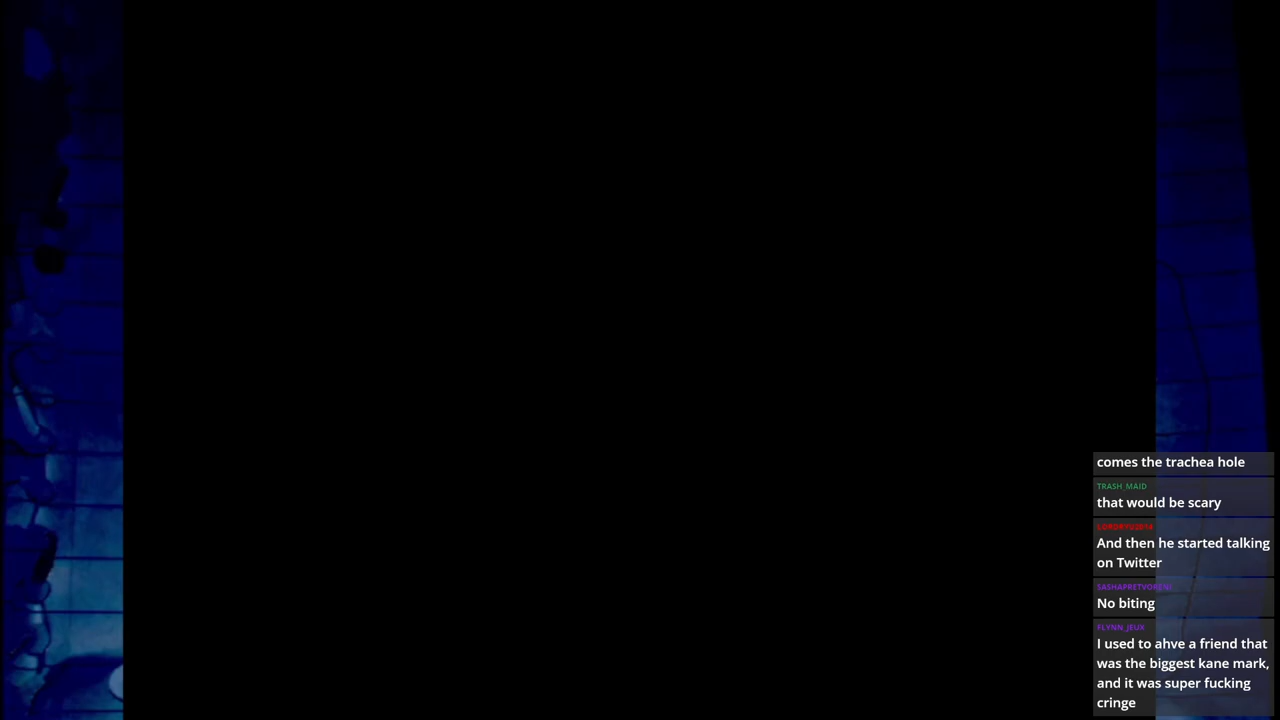 comes the trachea hole
TRASH_MAID
that would be scary
And then he started talking
on Twitter
No biting
FLYNN_JEUX
I used to ahve a friend that
was the biggest kane mark,
and it was super fucking
cringe